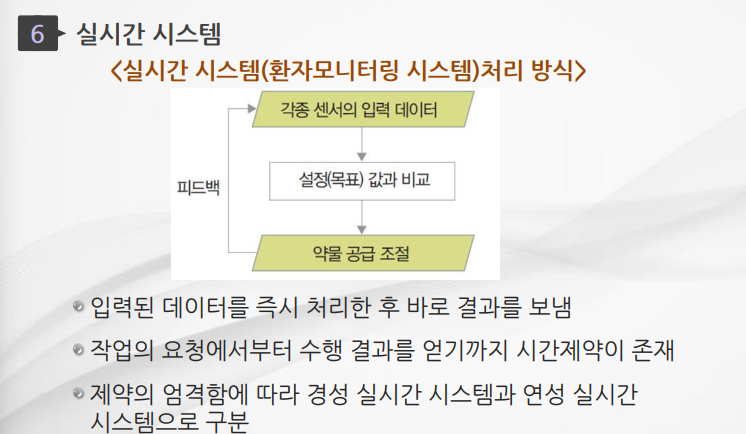 6 실시간 시스템
<실시간 시스템(환자모니터링 시스템)처리 방식>
각종 센서의 입력 데이터
설정(목표) 값과 비교
피드백
약물 공급 조절
입력된 데이터를 즉시 처리한 후 바로 결과를 보냄
작업의 요청에서부터 수행 결과를 얻기까지 시간제약이 존재
제약의 엄격함에 따라 경성 실시간 시스템과 연성 실시간
시스템으로 구분